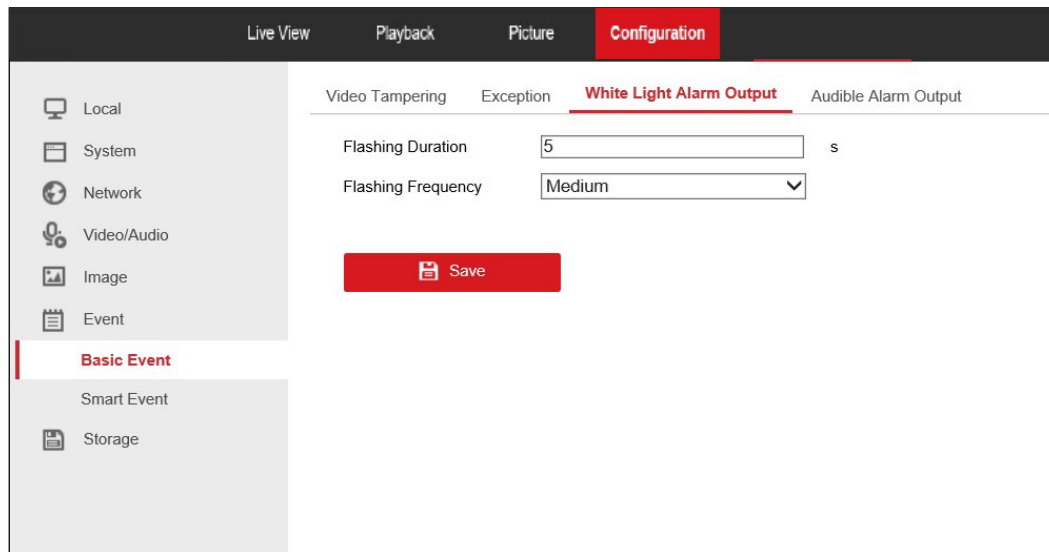 Live View Playback Picture Configuration
Local
System
Network
Video/Audio
Image
Event
Basic Event
Smart Event
Storage
Video Tampering Exception White Light Alarm Output Audible Alarm Output
Flashing Duration 5 s
Flashing Frequency Medium
Save